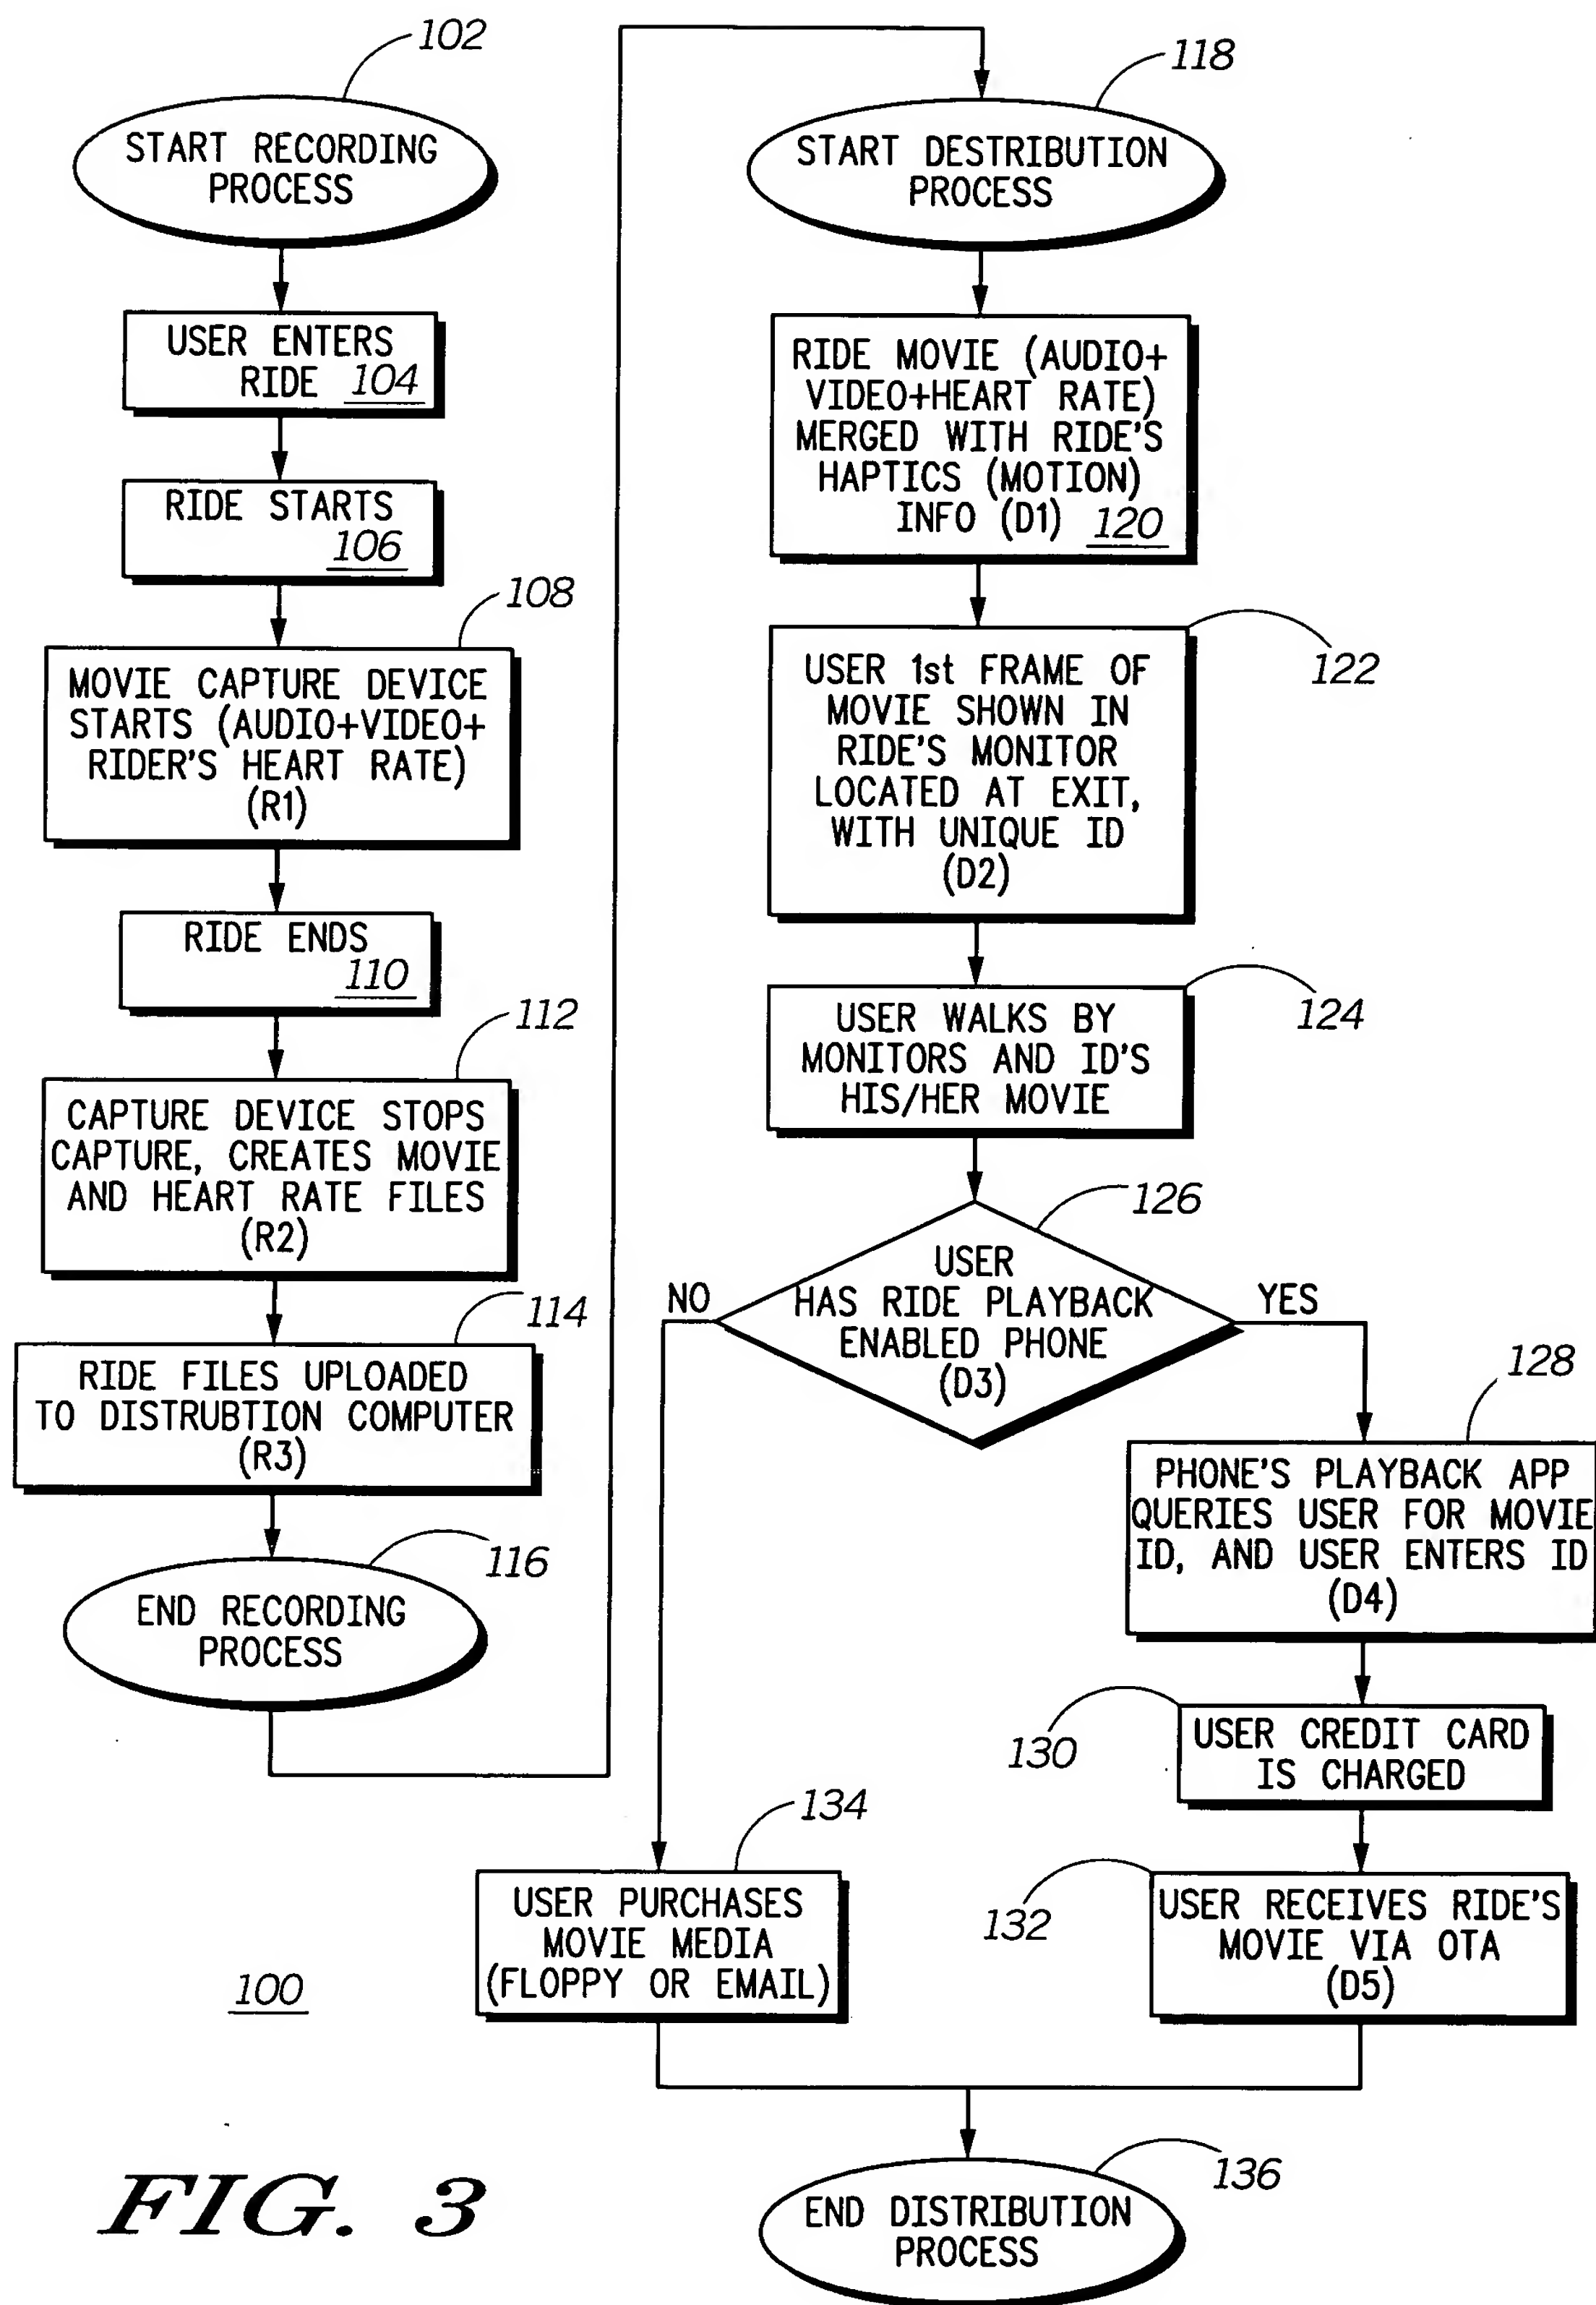 102
START RECORDING
PROCESS
USER ENTERS
RIDE 104
RIDE STARTS
106
108
MOVIE CAPTURE DEVICE
STARTS (AUDIO+VIDEO+
RIDER'S HEART RATE)
(R1)
RIDE ENDS
110
112
CAPTURE DEVICE STOPS
CAPTURE, CREATES MOVIE
AND HEART RATE FILES
(R2)
114
RIDE FILES UPLOADED
TO DISTRUBTION COMPUTER
(R3)
116
END RECORDING
PROCESS
118
START DESTRIBUTION
PROCESS
RIDE MOVIE (AUDIO+
VIDEO+HEART RATE)
MERGED WITH RIDE'S
HAPTICS (MOTION)
INFO (D1) 120
122
USER 1st FRAME OF
MOVIE SHOWN IN
RIDE'S MONITOR
LOCATED AT EXIT,
WITH UNIQUE ID
(D2)
124
USER WALKS BY
MONITORS AND ID'S
HIS/HER MOVIE
126
USER
HAS RIDE PLAYBACK
ENABLED PHONE
(D3)
NO
YES
128
PHONE'S PLAYBACK APP
QUERIES USER FOR MOVIE
ID, AND USER ENTERS ID
(D4)
130
USER CREDIT CARD
IS CHARGED
132
USER RECEIVES RIDE'S
MOVIE VIA OTA
(D5)
134
USER PURCHASES
MOVIE MEDIA
(FLOPPY OR EMAIL)
136
END DISTRIBUTION
PROCESS
100
FIG. 3